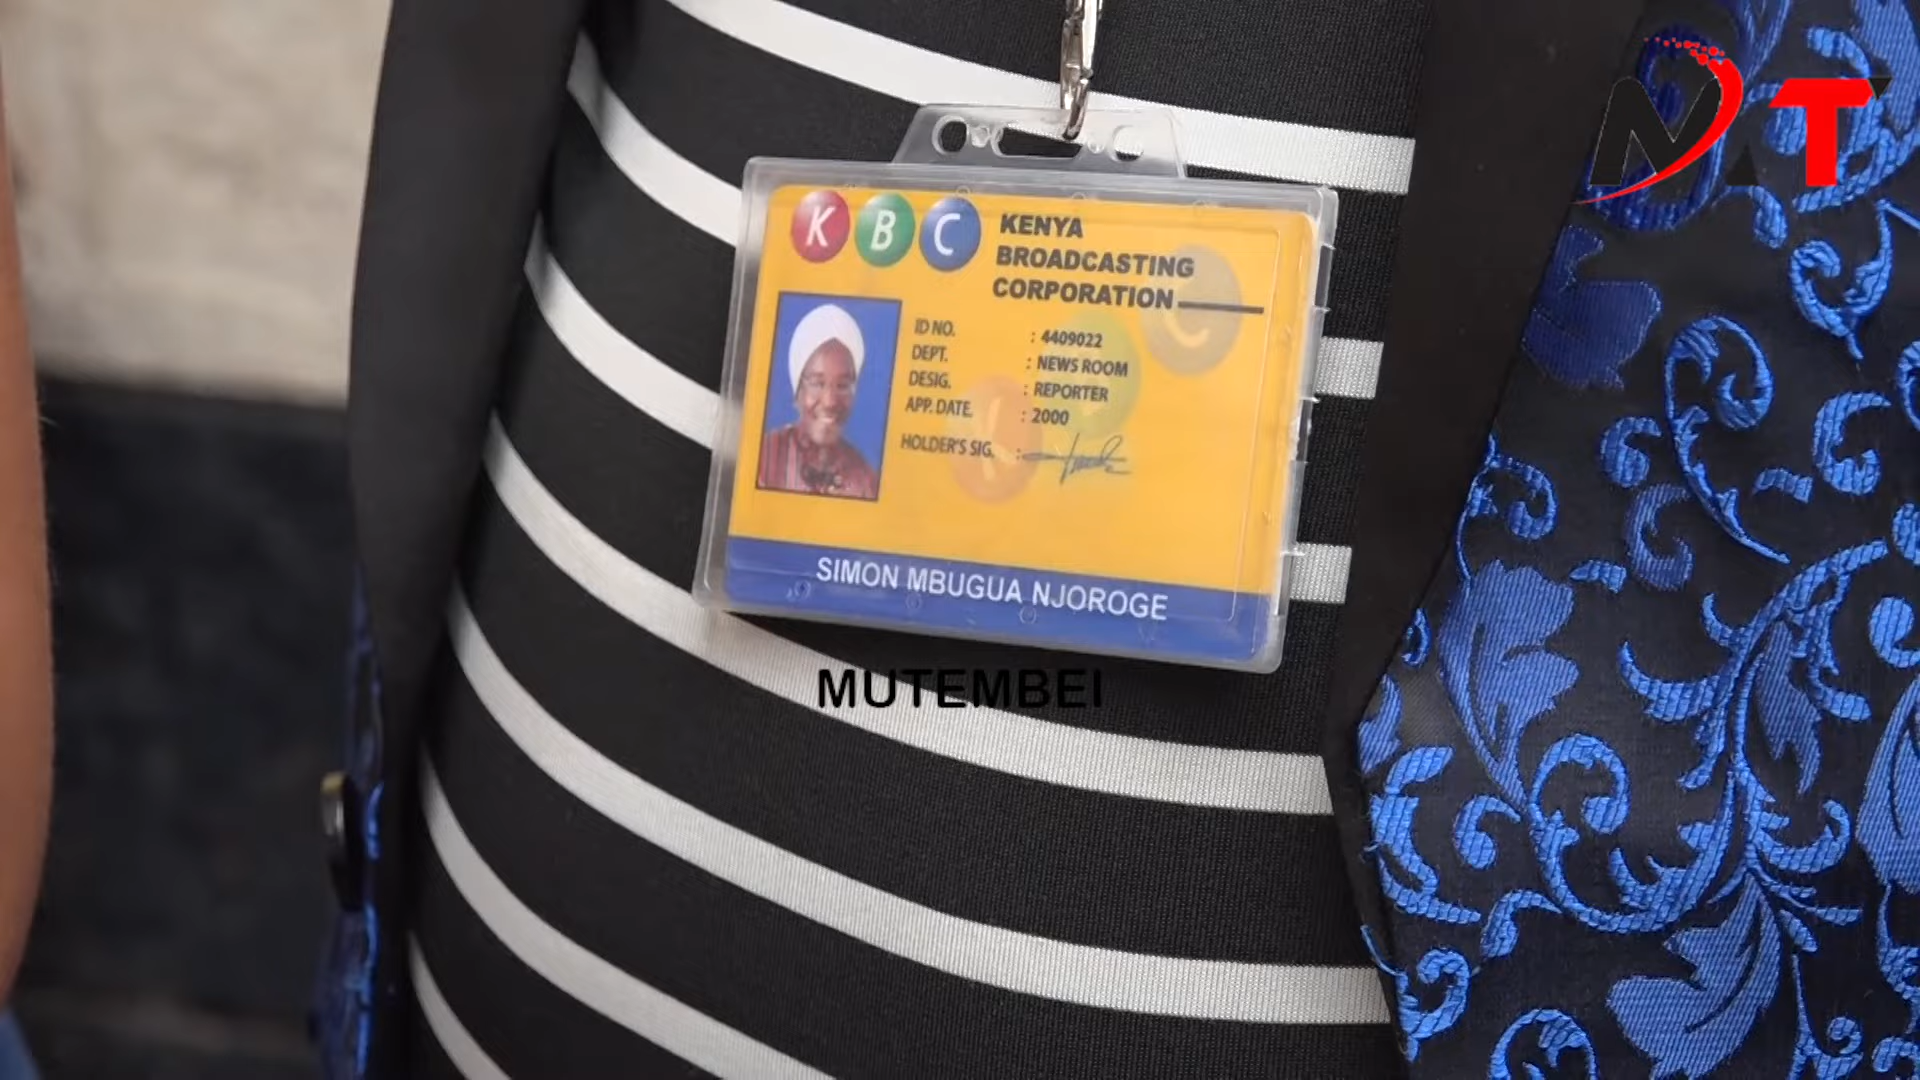 MT
K B C
KENYA
BROADCASTING
CORPORATION
ID NO. : 4409022
DEPT. : NEWS ROOM
DESIG. : REPORTER
APP. DATE. : 2000
HOLDER'S SIG. :
SIMON MBUGUA NJOROGE
MUTEMBEI